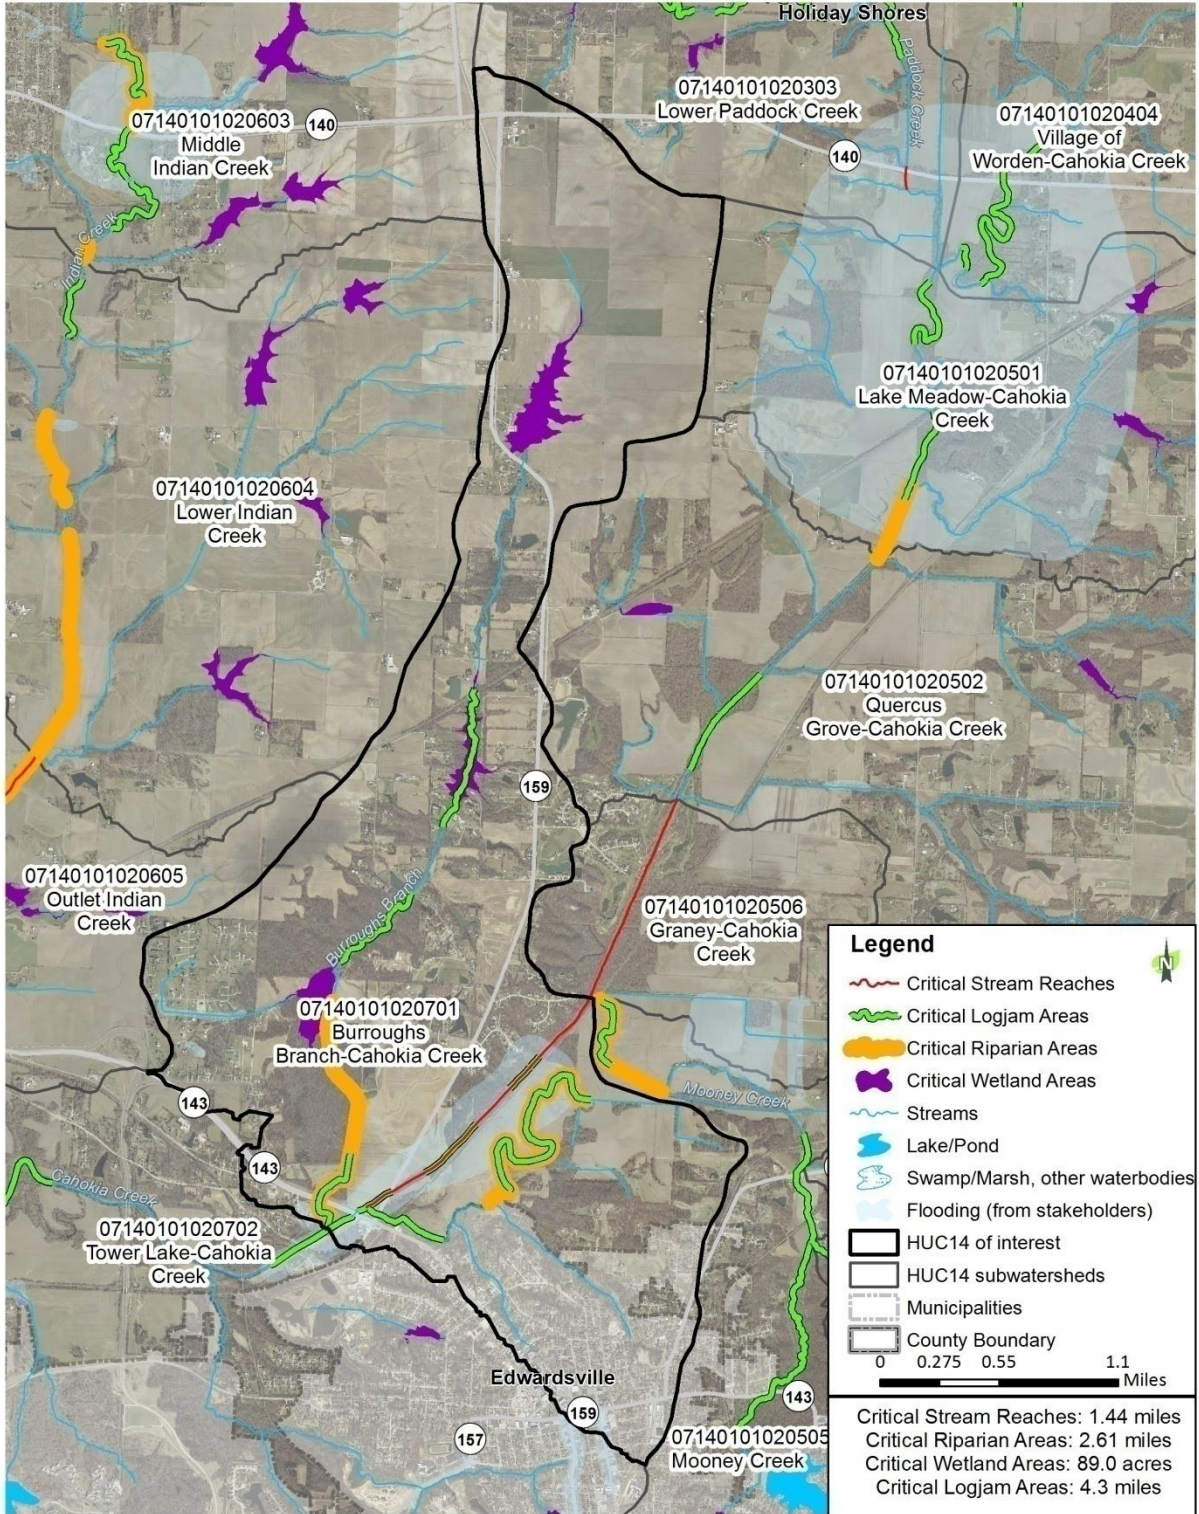 Holiday Shores
Paddock Creek
07140101020303
Lower Paddock Creek
07140101020404
Village of
Worden-Cahokia Creek
07140101020603
Middle
Indian Creek
140
140
Indian Creek
07140101020501
Lake Meadow-Cahokia
Creek
07140101020604
Lower Indian
Creek
07140101020502
Quercus
Grove-Cahokia Creek
159
07140101020605
Outlet Indian
Creek
Burroughs Branch
07140101020506
Graney-Cahokia
Creek
07140101020701
Burroughs
Branch-Cahokia Creek
Mooney Creek
143
143
Cahokia Creek
07140101020702
Tower Lake-Cahokia
Creek
Edwardsville
159
157
143
07140101020505
Mooney Creek
Legend
N
Critical Stream Reaches
Critical Logjam Areas
Critical Riparian Areas
Critical Wetland Areas
Streams
Lake/Pond
Swamp/Marsh, other waterbodies
Flooding (from stakeholders)
HUC14 of interest
HUC14 subwatersheds
Municipalities
County Boundary
0 0.275 0.55 1.1
Miles
Critical Stream Reaches: 1.44 miles
Critical Riparian Areas: 2.61 miles
Critical Wetland Areas: 89.0 acres
Critical Logjam Areas: 4.3 miles